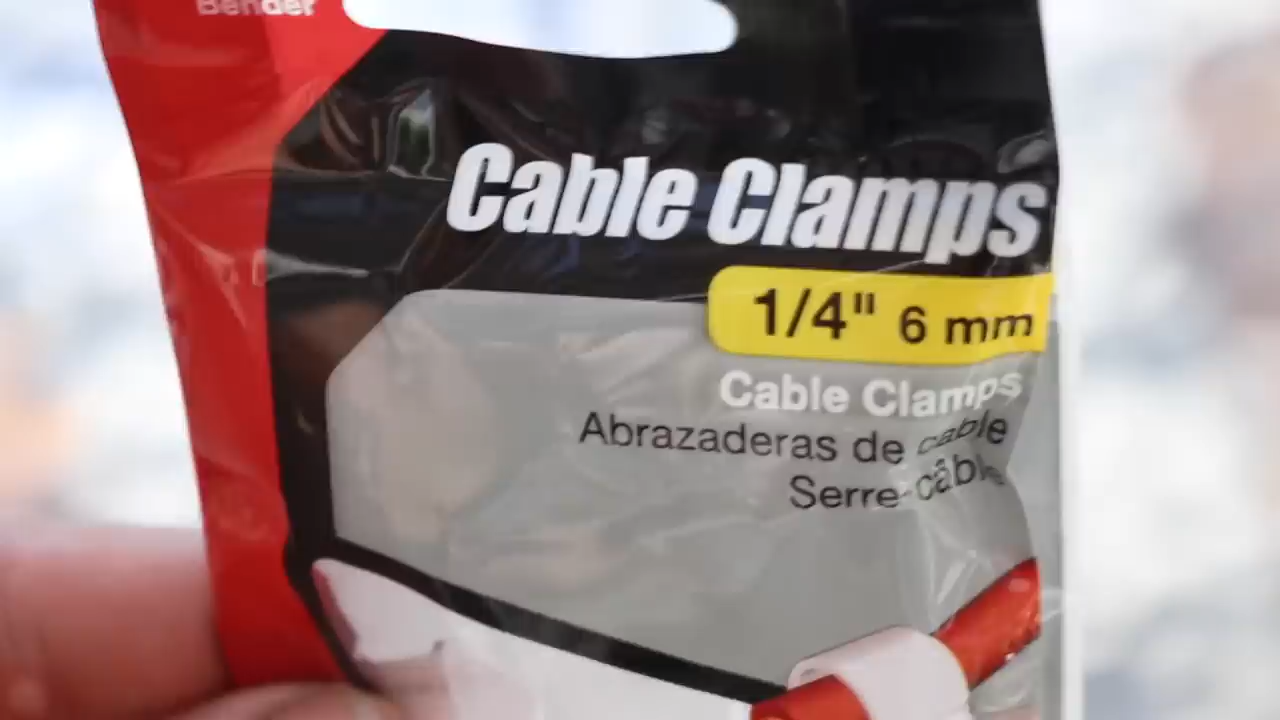 Bender
Cable Clamps
1/4" 6 mm
Cable Clamps
Abrazaderas de cable
Serre-câble